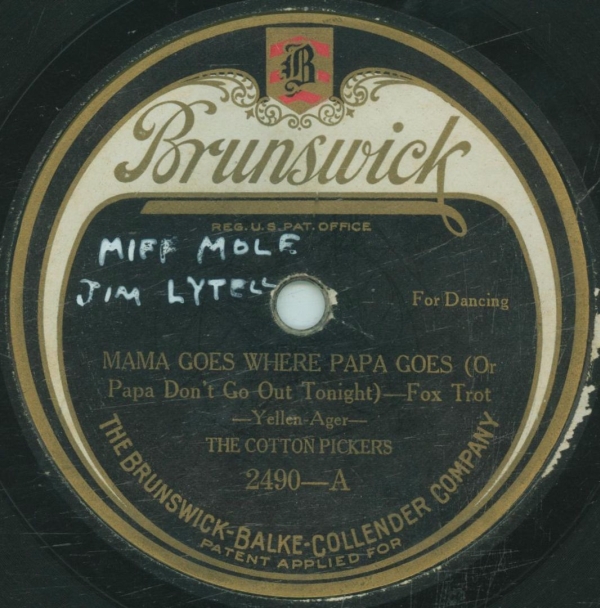 B
Brunswick
REG. U.S. PAT. OFFICE
MIFF MOLE
JIM LYTELL
For Dancing
MAMA GOES WHERE PAPA GOES (Or
Papa Don't Go Out Tonight)—Fox Trot
—Yellen-Ager—
THE COTTON PICKERS
2490—A
THE BRUNSWICK-BALKE-COLLENDER COMPANY
PATENT APPLIED FOR